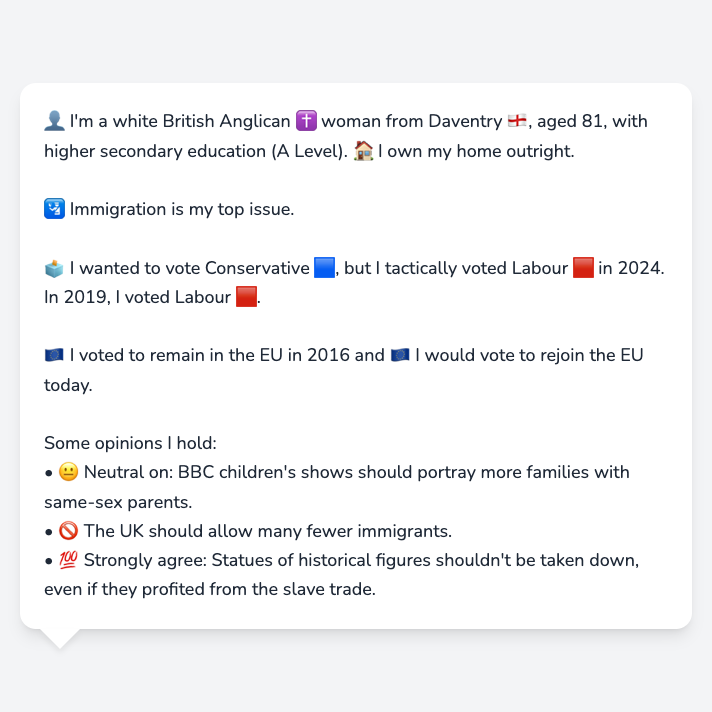 👤 I'm a white British Anglican ✝️ woman from Daventry 🏴󠁧󠁢󠁥󠁮󠁧󠁿, aged 81, with
higher secondary education (A Level). 🏠 I own my home outright.
🛂 Immigration is my top issue.
🗳️ I wanted to vote Conservative 🟦, but I tactically voted Labour 🟥 in 2024.
In 2019, I voted Labour 🟥.
🇪🇺 I voted to remain in the EU in 2016 and 🇪🇺 I would vote to rejoin the EU
today.
Some opinions I hold:
• 😐 Neutral on: BBC children's shows should portray more families with
same-sex parents.
• 🚫 The UK should allow many fewer immigrants.
• 💯 Strongly agree: Statues of historical figures shouldn't be taken down,
even if they profited from the slave trade.